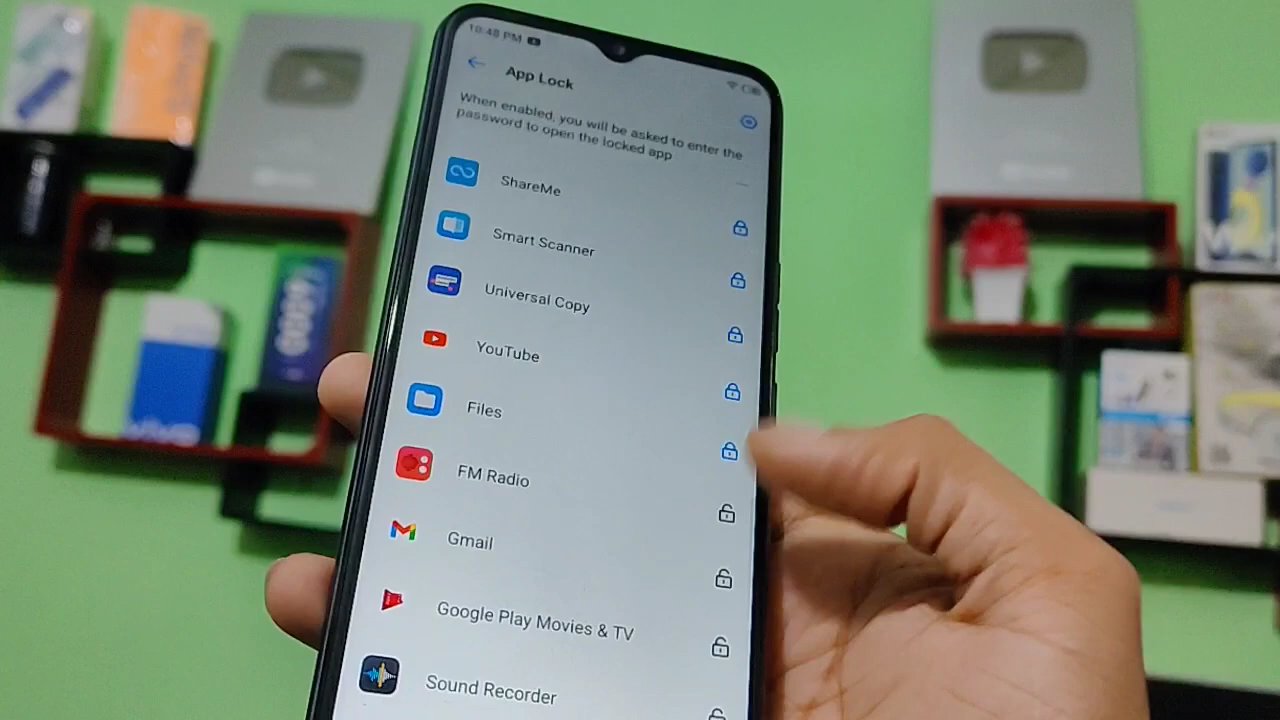 10:48 PM
App Lock
When enabled, you will be asked to enter the
password to open the locked app
ShareMe
Smart Scanner
Universal Copy
YouTube
Files
FM Radio
Gmail
Google Play Movies & TV
Sound Recorder
vivo